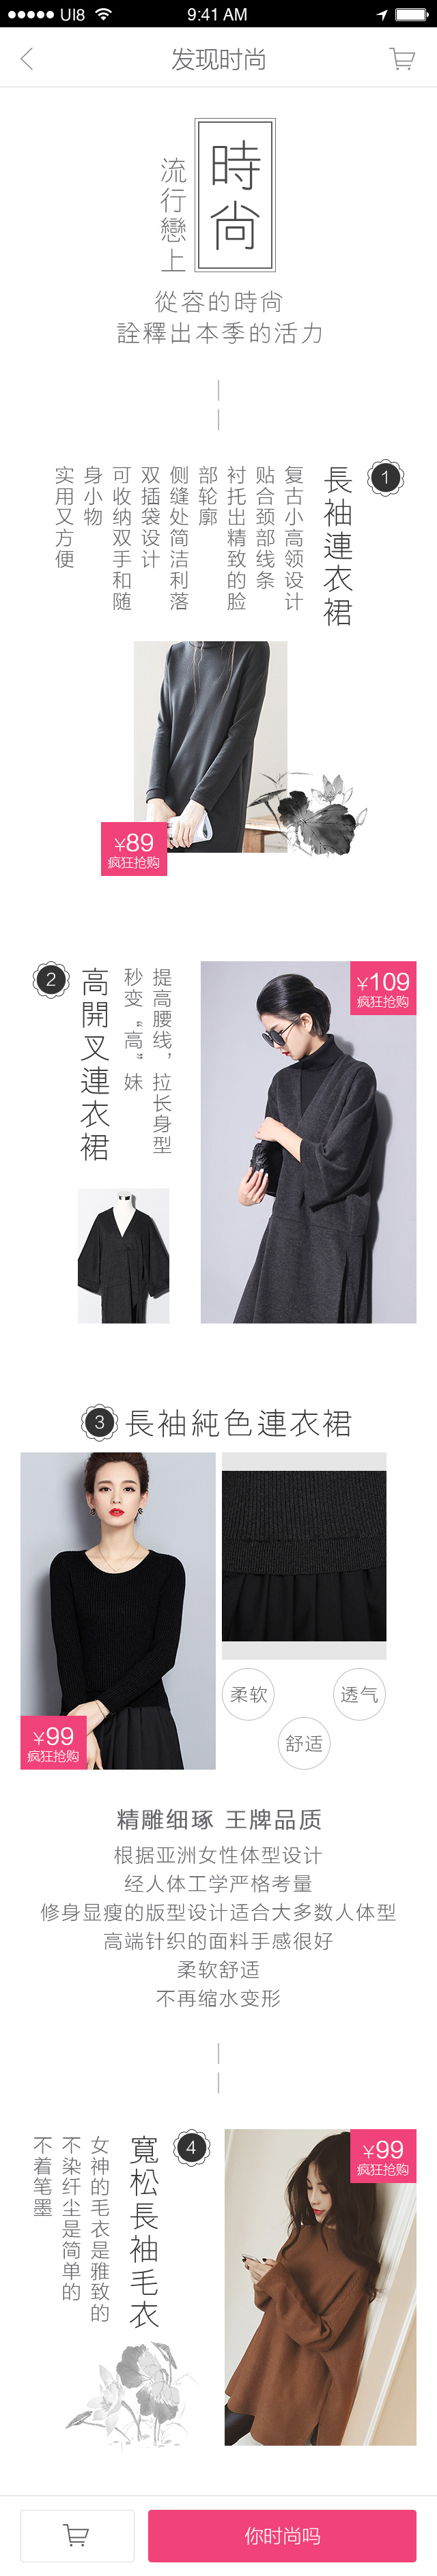 UI8
9:41 AM
发现时尚
時尚
流行戀上
從容的時尚
詮釋出本季的活力
1
長袖連衣裙
复古小高领设计
贴合颈部线条
衬托出精致的脸
部轮廓
侧缝处简洁利落
双插袋设计
可收纳双手和随
身小物
实用又方便
¥89
疯狂抢购
2
高開叉連衣裙
提高腰线，拉长身型
秒变“高”妹
¥109
疯狂抢购
3
長袖純色連衣裙
¥99
疯狂抢购
柔软
透气
舒适
精雕细琢 王牌品质
根据亚洲女性体型设计
经人体工学严格考量
修身显瘦的版型设计适合大多数人体型
高端针织的面料手感很好
柔软舒适
不再缩水变形
4
寬松長袖毛衣
女神的毛衣是雅致的
不染纤尘是简单的
不着笔墨
¥99
疯狂抢购
你时尚吗